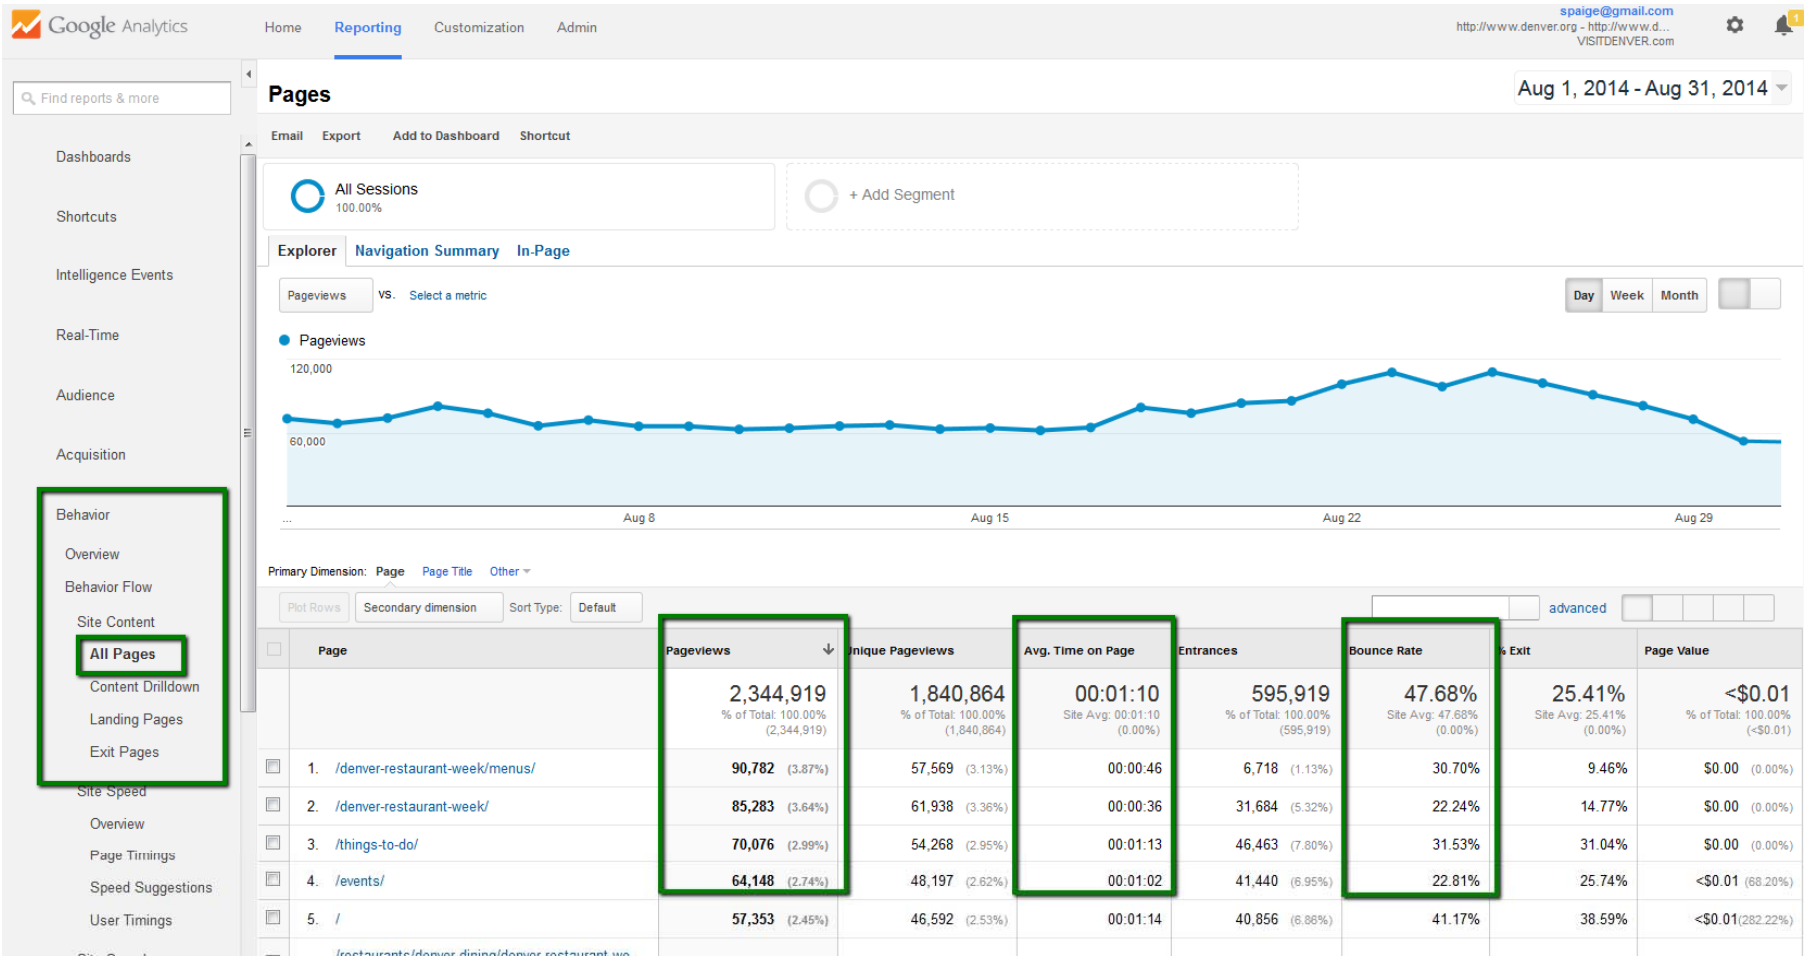 Google Analytics
Home Reporting Customization Admin
spaige@gmail.com
http://www.denver.org - http://www.d...
VISITDENVER.com
1
Find reports & more
Dashboards
Shortcuts
Intelligence Events
Real-Time
Audience
Acquisition
Behavior
Overview
Behavior Flow
Site Content
All Pages
Content Drilldown
Landing Pages
Exit Pages
Site Speed
Overview
Page Timings
Speed Suggestions
User Timings
Pages
Aug 1, 2014 - Aug 31, 2014
Email Export Add to Dashboard Shortcut
All Sessions
100.00%
+ Add Segment
Explorer Navigation Summary In-Page
Pageviews VS. Select a metric
Day Week Month
Pageviews
120,000
60,000
... Aug 8 Aug 15 Aug 22 Aug 29
Primary Dimension: Page Page Title Other
Plot Rows Secondary dimension Sort Type: Default advanced
Page Pageviews Unique Pageviews Avg. Time on Page Entrances Bounce Rate % Exit Page Value
2,344,919 1,840,864 00:01:10 595,919 47.68% 25.41% <$0.01
% of Total: 100.00% % of Total: 100.00% Site Avg: 00:01:10 % of Total: 100.00% Site Avg: 47.68% Site Avg: 25.41% % of Total: 100.00%
(2,344,919) (1,840,864) (0.00%) (595,919) (0.00%) (0.00%) (<$0.01)
1. /denver-restaurant-week/menus/ 90,782 (3.87%) 57,569 (3.13%) 00:00:46 6,718 (1.13%) 30.70% 9.46% $0.00 (0.00%)
2. /denver-restaurant-week/ 85,283 (3.64%) 61,938 (3.36%) 00:00:36 31,684 (5.32%) 22.24% 14.77% $0.00 (0.00%)
3. /things-to-do/ 70,076 (2.99%) 54,268 (2.95%) 00:01:13 46,463 (7.80%) 31.53% 31.04% $0.00 (0.00%)
4. /events/ 64,148 (2.74%) 48,197 (2.62%) 00:01:02 41,440 (6.95%) 22.81% 25.74% <$0.01 (68.20%)
5. / 57,353 (2.45%) 46,592 (2.53%) 00:01:14 40,856 (6.86%) 41.17% 38.59% <$0.01(282.22%)
/restaurants/denver-dining/denver-restaurant-we